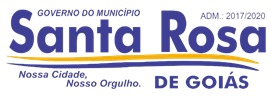 GOVERNO DO MUNICÍPIO
ADM.: 2017/2020
Santa Rosa
Nossa Cidade,
Nosso Orgulho.
DE GOIÁS